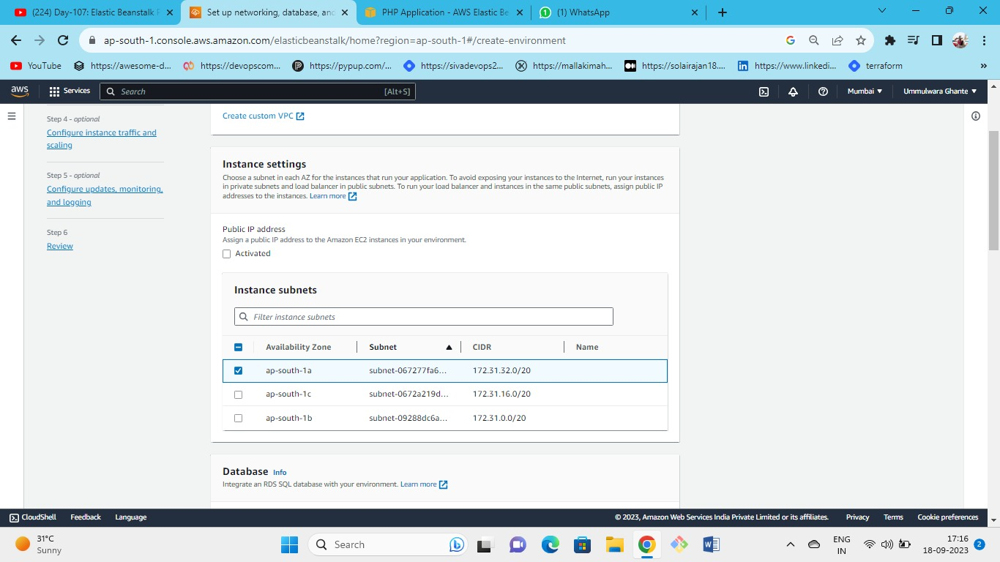 (224) Day-107: Elastic Beanstalk F
Set up networking, database, and
PHP Application - AWS Elastic Be
(1) WhatsApp
ap-south-1.console.aws.amazon.com/elasticbeanstalk/home?region=ap-south-1#/create-environment
YouTube
https://awesome-d...
https://devopscom...
https://pypup.com/...
https://sivadevops2...
https://mallakimah...
https://solairajan18....
https://www.linkedi...
terraform
aws
Services
Search
[Alt+S]
Mumbai
Ummulwara Ghante
Step 4 - optional
Configure instance traffic and
scaling
Step 5 - optional
Configure updates, monitoring,
and logging
Step 6
Review
Create custom VPC
Instance settings
Choose a subnet in each AZ for the instances that run your application. To avoid exposing your instances to the Internet, run your instances
in private subnets and load balancer in public subnets. To run your load balancer and instances in the same public subnets, assign public IP
addresses to the instances. Learn more
Public IP address
Assign a public IP address to the Amazon EC2 instances in your environment.
Activated
Instance subnets
Filter instance subnets
Availability Zone Subnet CIDR Name
ap-south-1a subnet-067277fa6... 172.31.32.0/20
ap-south-1c subnet-0672a219d... 172.31.16.0/20
ap-south-1b subnet-09288dc6a... 172.31.0.0/20
Database Info
Integrate an RDS SQL database with your environment. Learn more
CloudShell Feedback Language
© 2023, Amazon Web Services India Private Limited or its affiliates. Privacy Terms Cookie preferences
31°C
Sunny
Search
ENG
IN
17:16
18-09-2023
2